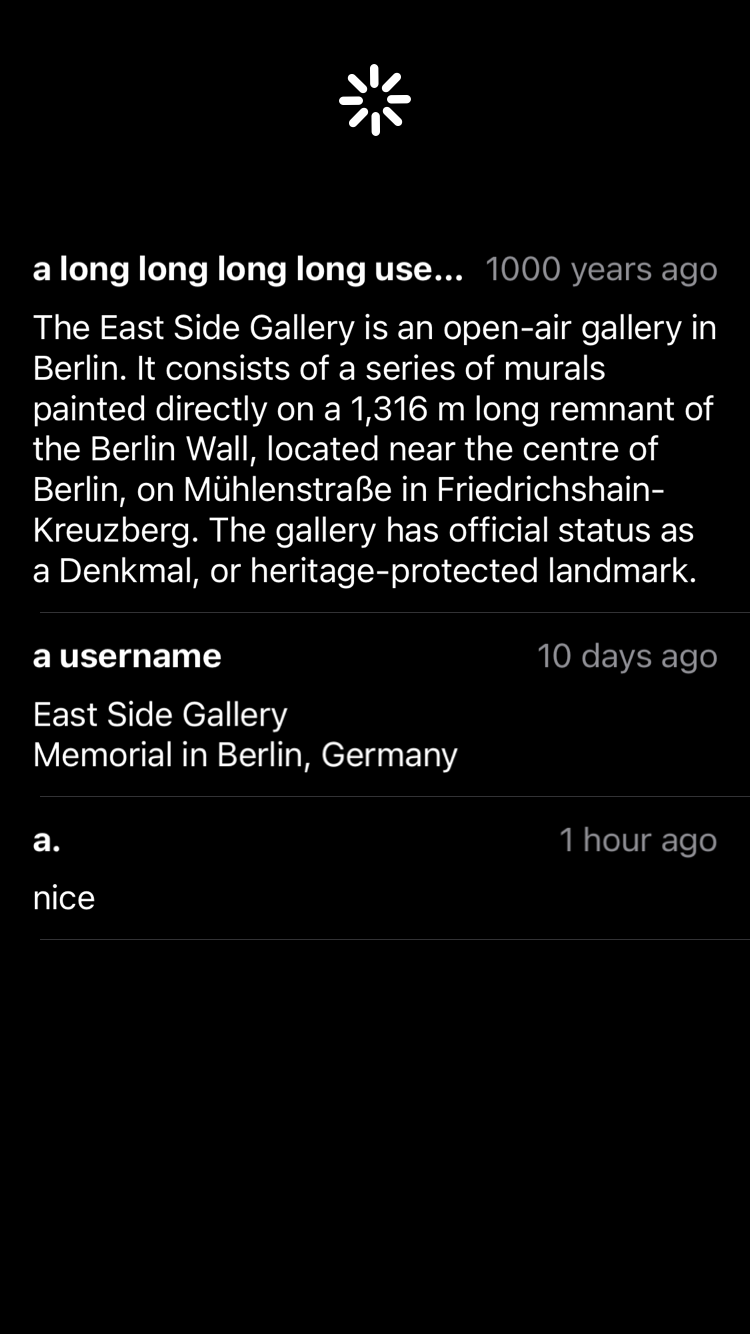 a long long long long use... 1000 years ago
The East Side Gallery is an open-air gallery in
Berlin. It consists of a series of murals
painted directly on a 1,316 m long remnant of
the Berlin Wall, located near the centre of
Berlin, on Mühlenstraße in Friedrichshain-
Kreuzberg. The gallery has official status as
a Denkmal, or heritage-protected landmark.
a username 10 days ago
East Side Gallery
Memorial in Berlin, Germany
a. 1 hour ago
nice